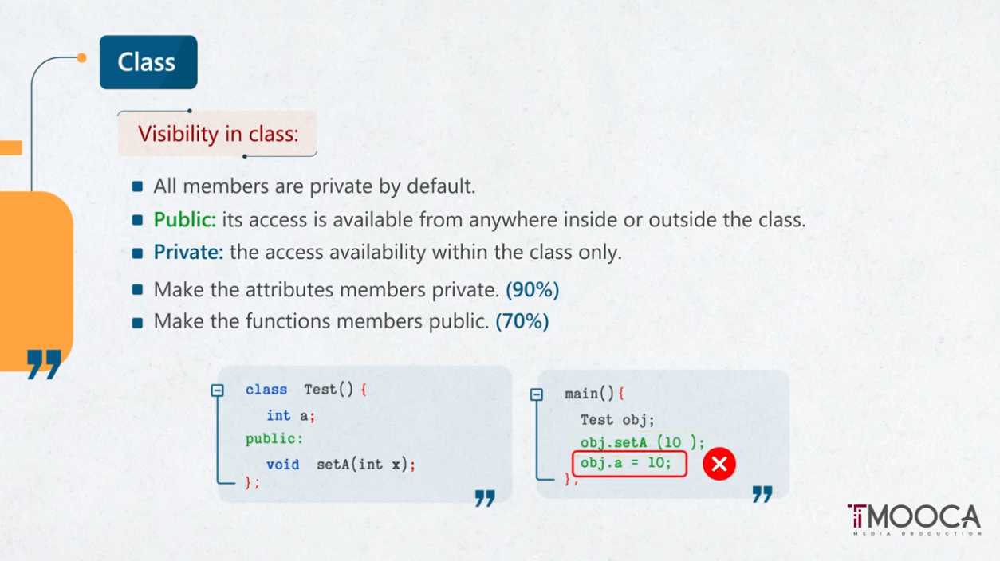 Class
Visibility in class:
All members are private by default.
Public: its access is available from anywhere inside or outside the class.
Private: the access availability within the class only.
Make the attributes members private. (90%)
Make the functions members public. (70%)
class Test() {
int a;
public:
void setA(int x);
};
main(){
Test obj;
obj.setA (10 );
obj.a = 10;
};
TiMOOCA
MEDIA PRODUCTION